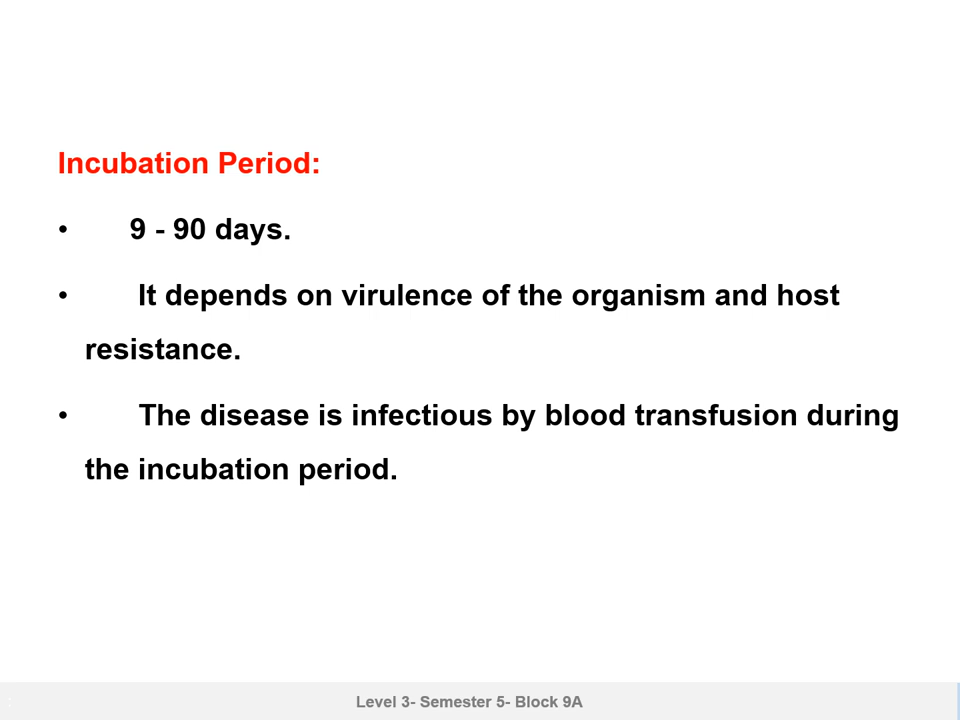 Incubation Period:
• 9 - 90 days.
• It depends on virulence of the organism and host
resistance.
• The disease is infectious by blood transfusion during
the incubation period.
Level 3- Semester 5- Block 9A